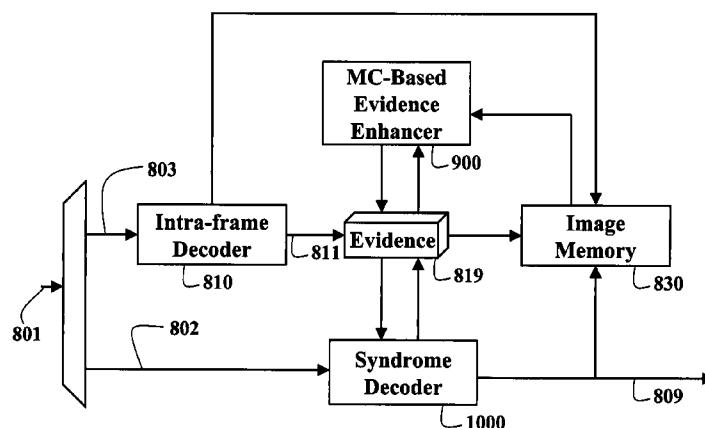 MC-Based
Evidence
Enhancer
900
803
Intra-frame
Decoder
811
Evidence
Image
Memory
810
819
830
801
802
Syndrome
Decoder
809
1000